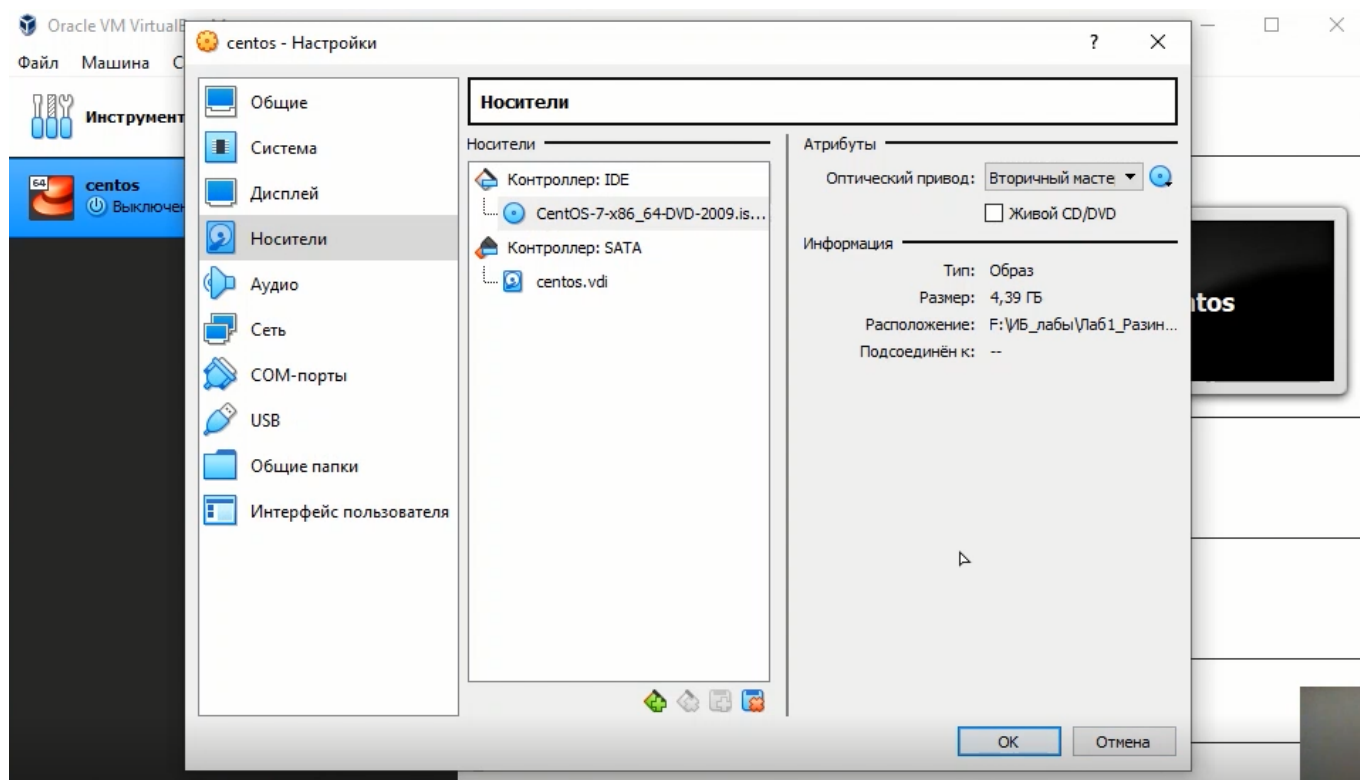 Oracle VM VirtualB
centos - Настройки
?
Файл Машина С
Инструмент
64
centos
Выключен
Общие
Система
Дисплей
Носители
Аудио
Сеть
COM-порты
USB
Общие папки
Интерфейс пользователя
Носители
Носители
Контроллер: IDE
CentOS-7-x86_64-DVD-2009.is...
Контроллер: SATA
centos.vdi
Атрибуты
Оптический привод: Вторичный масте
Живой CD/DVD
Информация
Тип: Образ
Размер: 4,39 ГБ
Расположение: F:\ИБ_лабы\Лаб1_Разин...
Подсоединён к: --
ntos
OK
Отмена